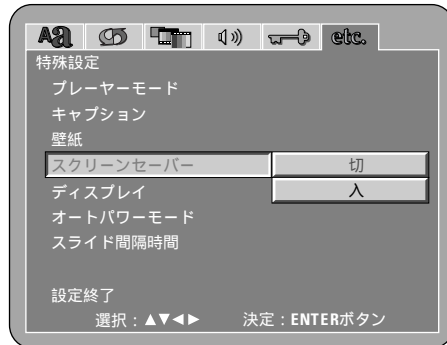 Aa etc.
特殊設定
プレーヤーモード
キャプション
壁紙
スクリーンセーバー 切
ディスプレイ 入
オートパワーモード
スライド間隔時間
設定終了
選択：▲▼◀▶ 決定：ENTERボタン